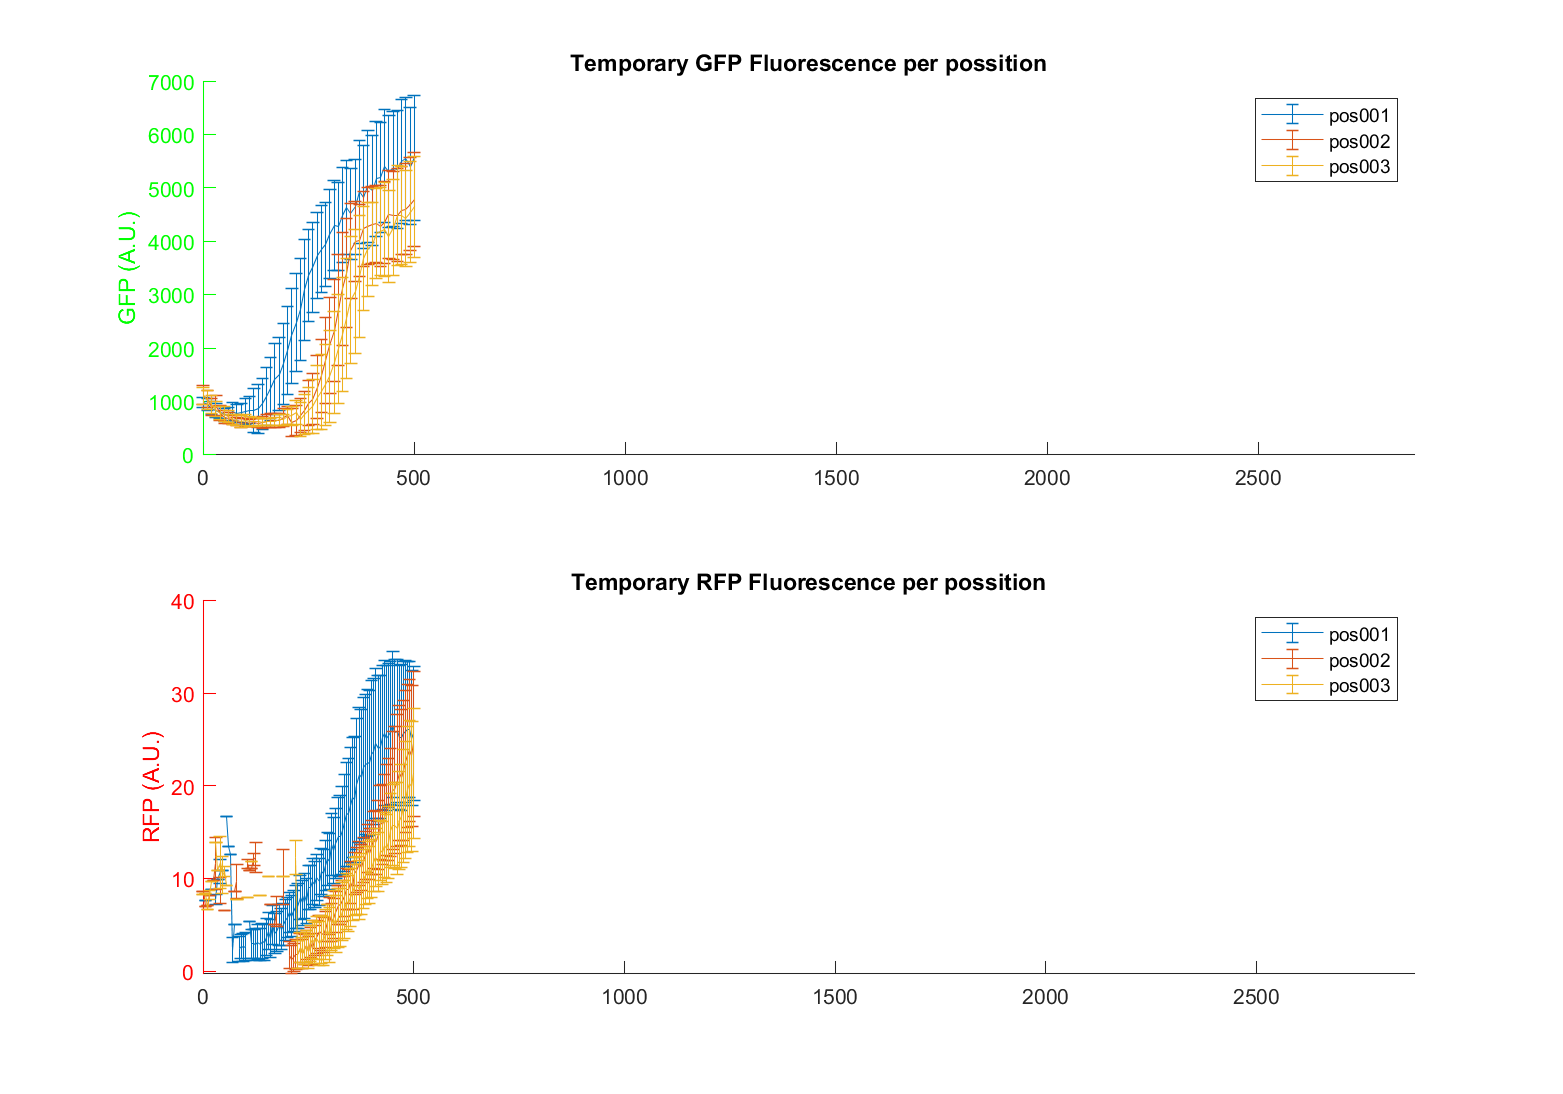 Temporary GFP Fluorescence per possition
7000
6000
5000
4000
3000
2000
1000
0
GFP (A.U.)
0 500 1000 1500 2000 2500
pos001
pos002
pos003
Temporary RFP Fluorescence per possition
40
30
20
10
0
RFP (A.U.)
0 500 1000 1500 2000 2500
pos001
pos002
pos003